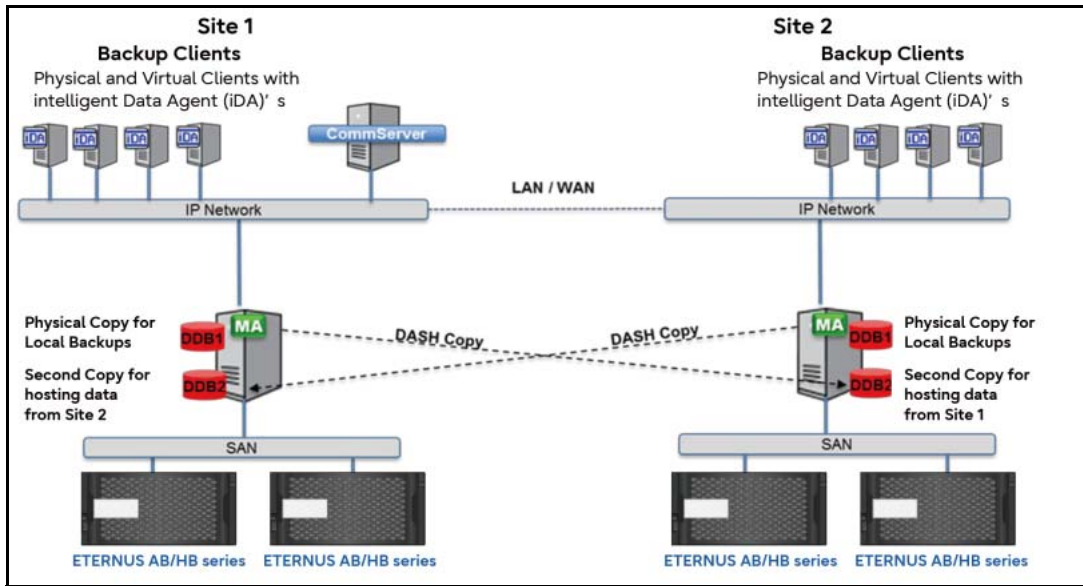 Site 1
Backup Clients
Physical and Virtual Clients with
intelligent Data Agent (iDA)' s
iDA
iDA
iDA
iDA
CommServer
IP Network
LAN / WAN
Site 2
Backup Clients
Physical and Virtual Clients with
intelligent Data Agent (iDA)' s
iDA
iDA
iDA
iDA
IP Network
Physical Copy for
Local Backups
DDB1
MA
Second Copy for
hosting data
from Site 2
DDB2
DASH Copy
DASH Copy
MA
DDB1
Physical Copy for
Local Backups
DDB2
Second Copy for
hosting data
from Site 1
SAN
ETERNUS AB/HB series
ETERNUS AB/HB series
SAN
ETERNUS AB/HB series
ETERNUS AB/HB series